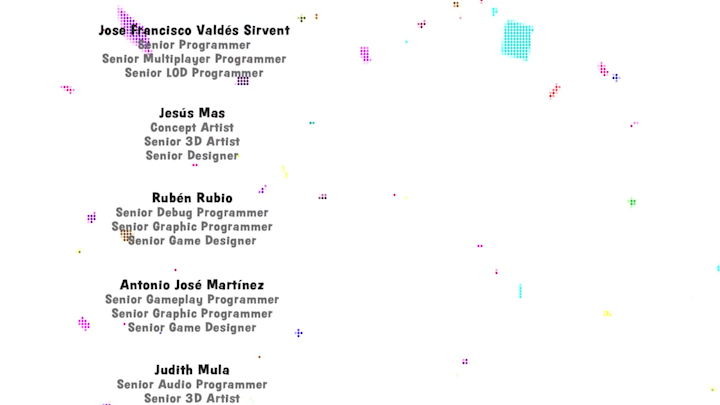 Jose Francisco Valdés Sirvent
Senior Programmer
Senior Multiplayer Programmer
Senior LOD Programmer
Jesús Mas
Concept Artist
Senior 3D Artist
Senior Designer
Rubén Rubio
Senior Debug Programmer
Senior Graphic Programmer
Senior Game Designer
Antonio José Martínez
Senior Gameplay Programmer
Senior Graphic Programmer
Senior Game Designer
Judith Mula
Senior Audio Programmer
Senior 3D Artist